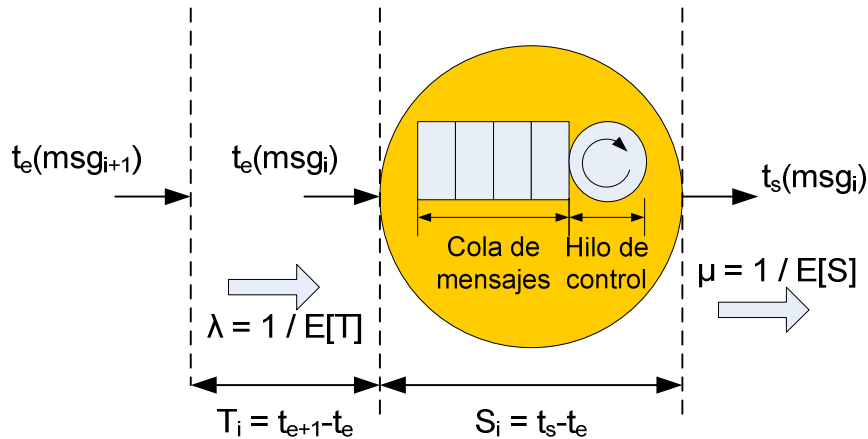 tₑ(msgᵢ₊₁)
tₑ(msgᵢ)
tₛ(msgᵢ)
Cola de
mensajes
Hilo de
control
λ = 1 / E[T]
μ = 1 / E[S]
Tᵢ = tₑ₊₁-tₑ
Sᵢ = tₛ-tₑ